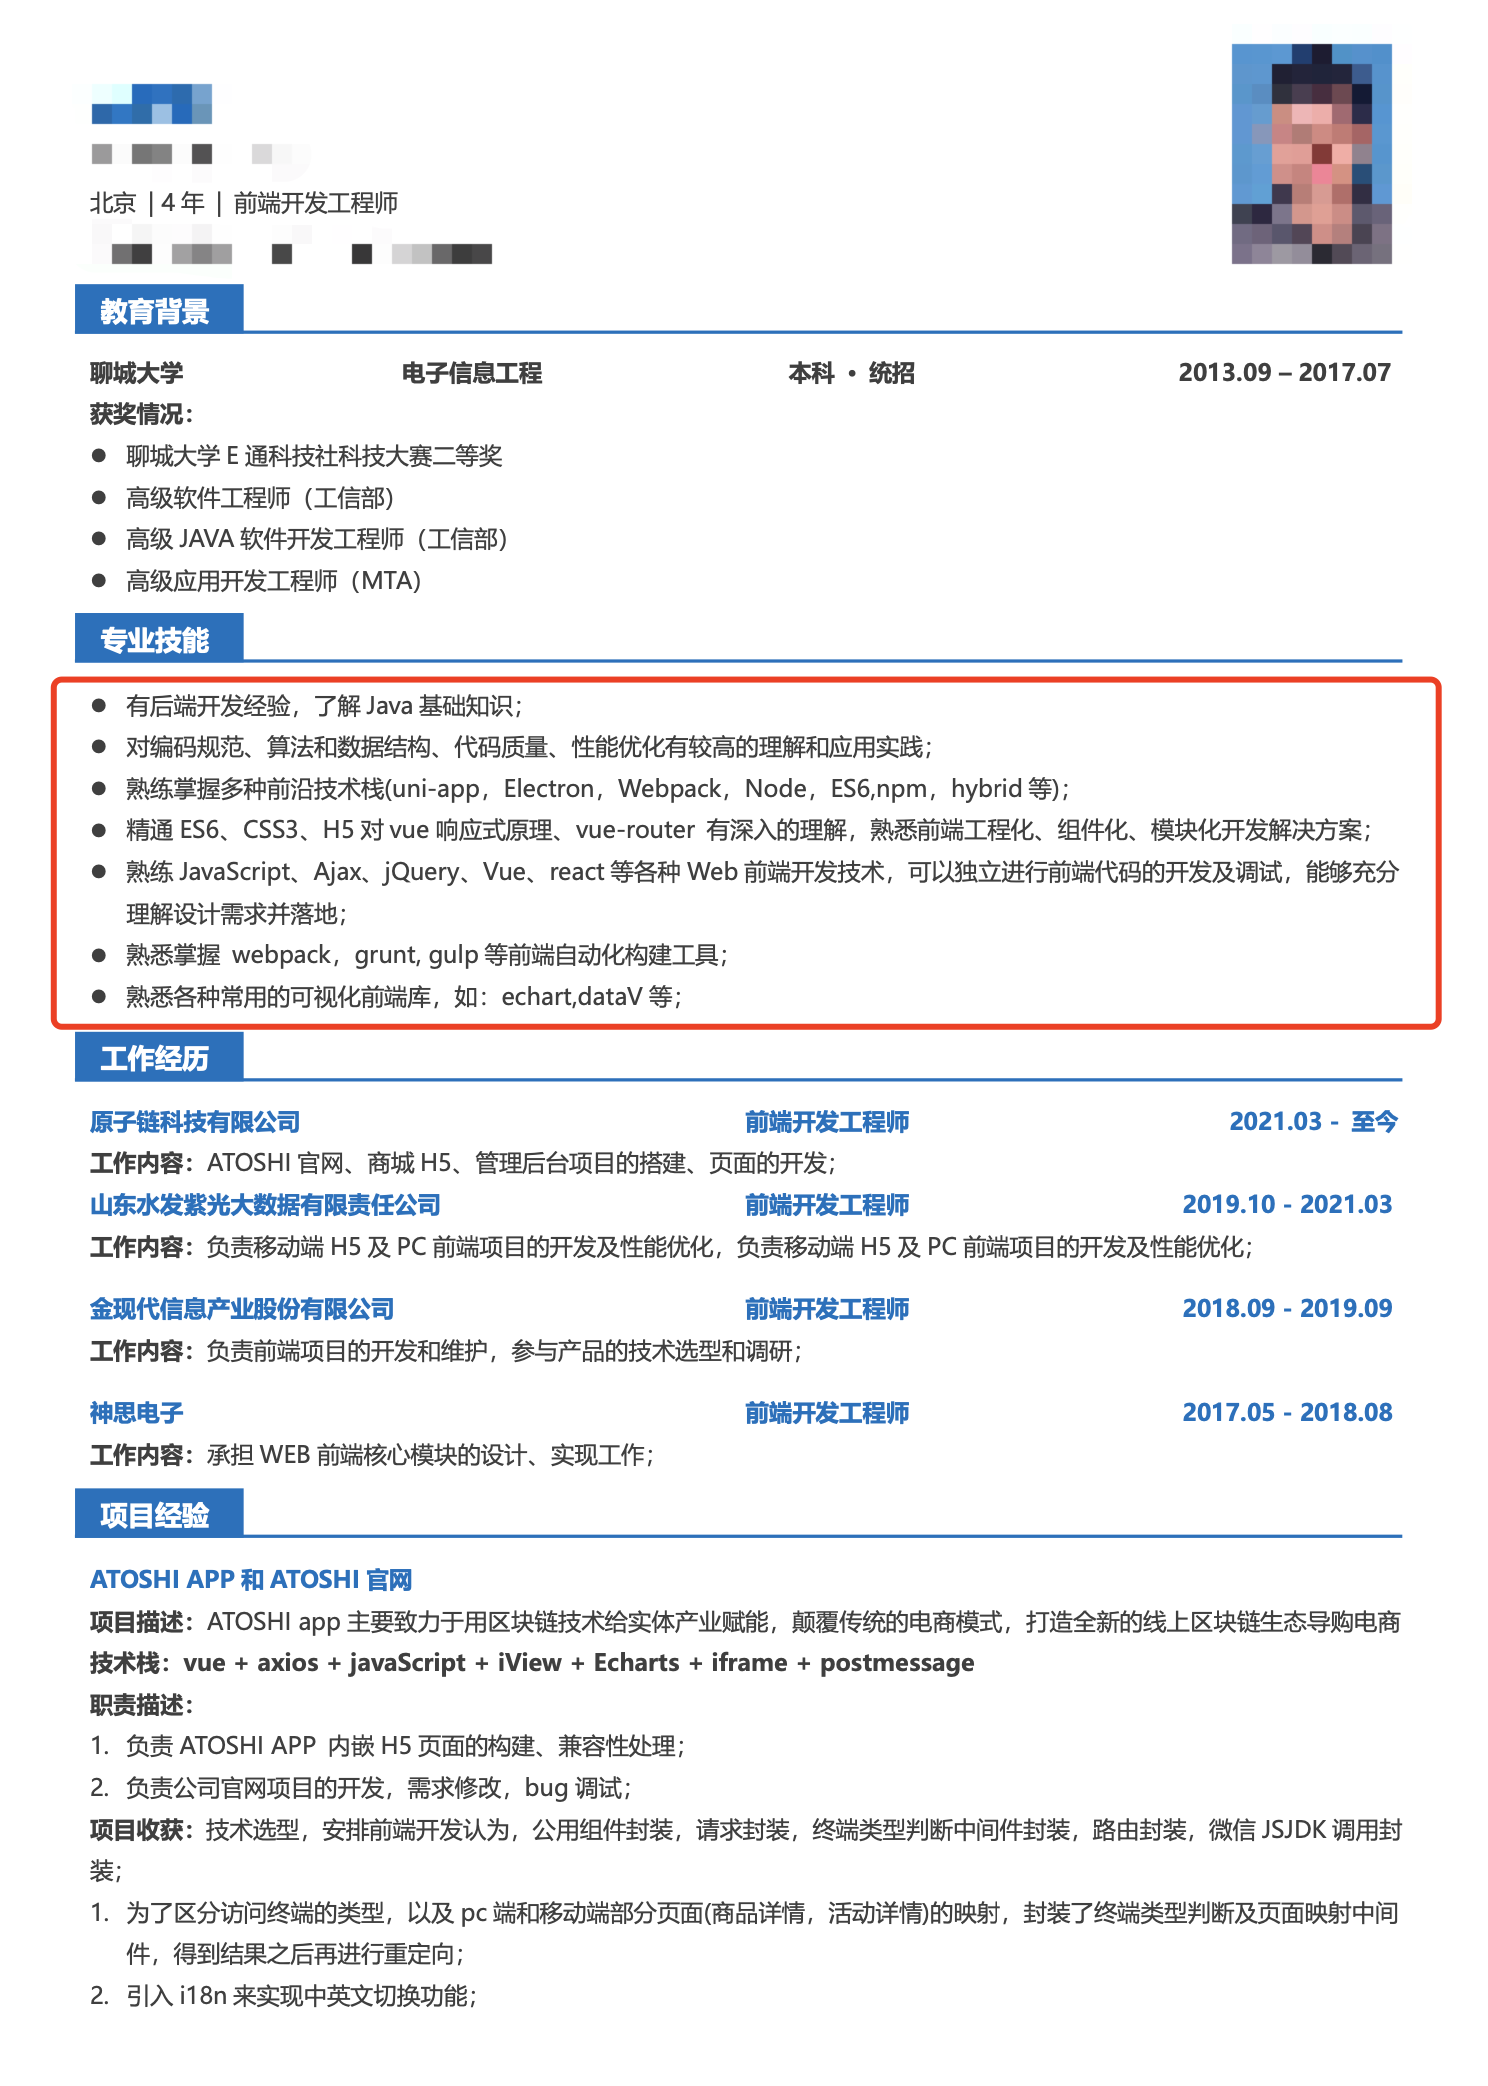 北京 | 4 年 | 前端开发工程师
教育背景
聊城大学 电子信息工程 本科 · 统招 2013.09 – 2017.07
获奖情况：
● 聊城大学 E 通科技社科技大赛二等奖
● 高级软件工程师（工信部）
● 高级 JAVA 软件开发工程师（工信部）
● 高级应用开发工程师（MTA）
专业技能
● 有后端开发经验，了解 Java 基础知识；
● 对编码规范、算法和数据结构、代码质量、性能优化有较高的理解和应用实践；
● 熟练掌握多种前沿技术栈(uni-app，Electron，Webpack，Node，ES6,npm，hybrid 等)；
● 精通 ES6、CSS3、H5 对 vue 响应式原理、vue-router 有深入的理解，熟悉前端工程化、组件化、模块化开发解决方案；
● 熟练 JavaScript、Ajax、jQuery、Vue、react 等各种 Web 前端开发技术，可以独立进行前端代码的开发及调试，能够充分
理解设计需求并落地；
● 熟悉掌握 webpack，grunt, gulp 等前端自动化构建工具；
● 熟悉各种常用的可视化前端库，如：echart,dataV 等；
工作经历
原子链科技有限公司 前端开发工程师 2021.03 - 至今
工作内容：ATOSHI 官网、商城 H5、管理后台项目的搭建、页面的开发；
山东水发紫光大数据有限责任公司 前端开发工程师 2019.10 - 2021.03
工作内容：负责移动端 H5 及 PC 前端项目的开发及性能优化，负责移动端 H5 及 PC 前端项目的开发及性能优化；
金现代信息产业股份有限公司 前端开发工程师 2018.09 - 2019.09
工作内容：负责前端项目的开发和维护，参与产品的技术选型和调研；
神思电子 前端开发工程师 2017.05 - 2018.08
工作内容：承担 WEB 前端核心模块的设计、实现工作；
项目经验
ATOSHI APP 和 ATOSHI 官网
项目描述：ATOSHI app 主要致力于用区块链技术给实体产业赋能，颠覆传统的电商模式，打造全新的线上区块链生态导购电商
技术栈：vue + axios + javaScript + iView + Echarts + iframe + postmessage
职责描述：
1. 负责 ATOSHI APP 内嵌 H5 页面的构建、兼容性处理；
2. 负责公司官网项目的开发，需求修改，bug 调试；
项目收获：技术选型，安排前端开发认为，公用组件封装，请求封装，终端类型判断中间件封装，路由封装，微信 JSJDK 调用封
装；
1. 为了区分访问终端的类型，以及 pc 端和移动端部分页面(商品详情，活动详情)的映射，封装了终端类型判断及页面映射中间
件，得到结果之后再进行重定向；
2. 引入 i18n 来实现中英文切换功能；